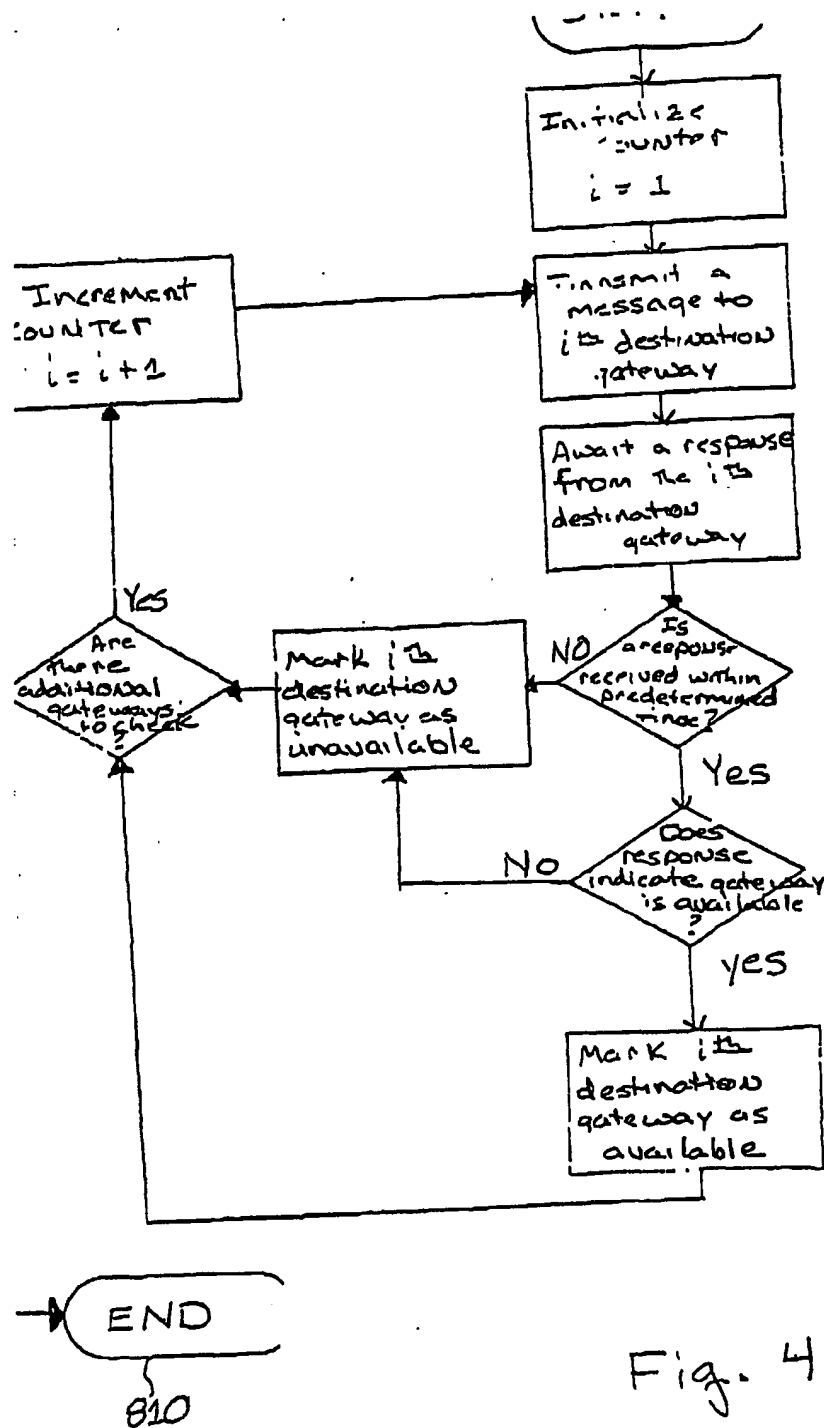 Initialize
counter
i = 1
Increment
counter
i = i + 1
Transmit a
message to
ith destination
gateway
Await a response
from the ith
destination
gateway
Yes
Are
there
additional
gateways
to check
?
Mark ith
destination
gateway as
unavailable
NO
Is
a response
received within
predetermined
time?
Yes
Does
response
indicate gateway
is available
?
No
yes
Mark ith
destination
gateway as
available
END
810
Fig. 4